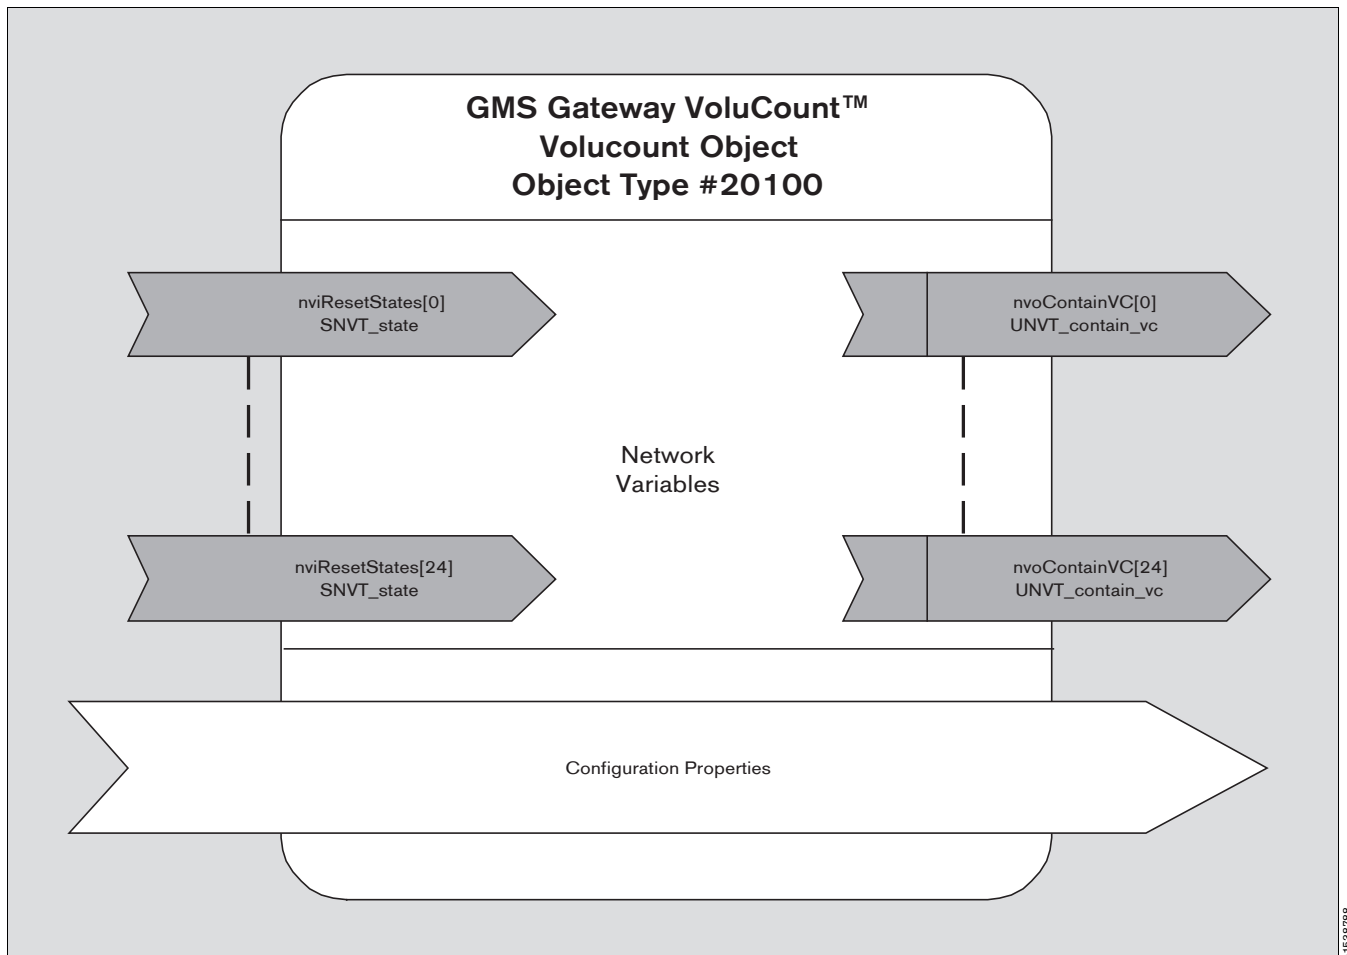 GMS Gateway VoluCount™
Volucount Object
Object Type #20100
nviResetStates[0]
SNVT_state
nvoContainVC[0]
UNVT_contain_vc
Network
Variables
nviResetStates[24]
SNVT_state
nvoContainVC[24]
UNVT_contain_vc
Configuration Properties